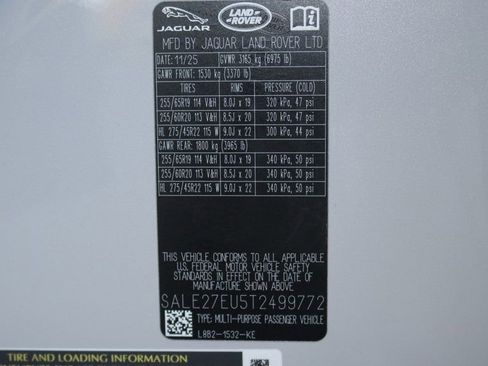 JAGUAR
LAND
ROVER
MFD BY JAGUAR LAND ROVER LTD
DATE: 11/25 GVWR 3165 kg (6975 lb)
GAWR FRONT: 1530 kg (3370 lb)
TIRES RIMS PRESSURE (COLD)
255/65R19 114 V&H 8.0J x 19 320 kPa, 47 psi
255/60R20 113 V&H 8.5J x 20 320 kPa, 47 psi
HL 275/45R22 115 W 9.0J x 22 300 kPa, 44 psi
GAWR REAR: 1800 kg (3965 lb)
255/65R19 114 V&H 8.0J x 19 340 kPa, 50 psi
255/60R20 113 V&H 8.5J x 20 340 kPa, 50 psi
HL 275/45R22 115 W 9.0J x 22 340 kPa, 50 psi
THIS VEHICLE CONFORMS TO ALL APPLICABLE
U.S. FEDERAL MOTOR VEHICLE SAFETY
STANDARDS IN EFFECT ON THE DATE OF
MANUFACTURE SHOWN ABOVE
SALE27EU5T2499772
TYPE: MULTI-PURPOSE PASSENGER VEHICLE
L8B2-1532-KE
TIRE AND LOADING INFORMATION